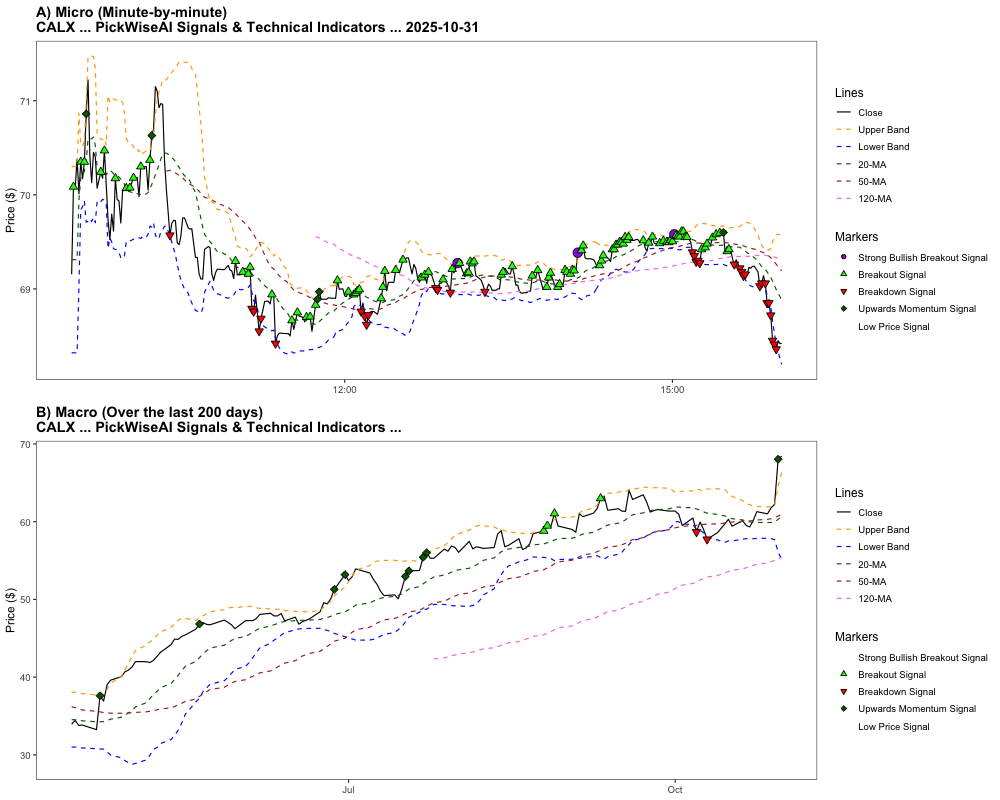 A) Micro (Minute-by-minute)
CALX ... PickWiseAI Signals & Technical Indicators ... 2025-10-31
Price ($)
71
70
69
12:00
15:00
Lines
Close
Upper Band
Lower Band
20-MA
50-MA
120-MA
Markers
Strong Bullish Breakout Signal
Breakout Signal
Breakdown Signal
Upwards Momentum Signal
Low Price Signal
B) Macro (Over the last 200 days)
CALX ... PickWiseAI Signals & Technical Indicators ...
Price ($)
70
60
50
40
30
Jul
Oct
Lines
Close
Upper Band
Lower Band
20-MA
50-MA
120-MA
Markers
Strong Bullish Breakout Signal
Breakout Signal
Breakdown Signal
Upwards Momentum Signal
Low Price Signal